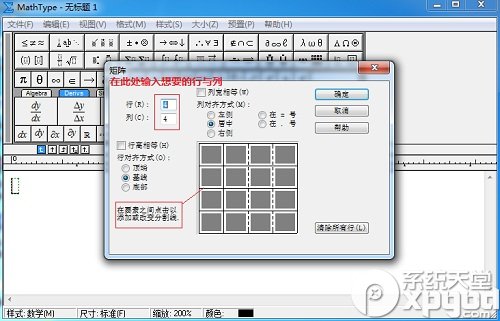 MathType - 无标题 1
文件(F) 编辑(E) 视图(V) 格式(M) 样式(S) 预置(P) 帮助(H)
π θ ∞ ∈
Algebra Derivs
dy
dx
矩阵
在此处输入想要的行与列
行(R): 4
列(C): 4
行高相等(H)
行对齐方式(O):
顶端
基线
底部
在要素之间点击以
添加或改变分割线.
列宽相等(W)
列对齐方式(M):
左侧
居中
右侧
在 = 号
在 . 号
确定
取消
帮助
清除所有行(L)
0
样式: 数学(M) 尺寸: 标准(F) 缩放: 200% 颜色:
系统天堂
xpgod
.com